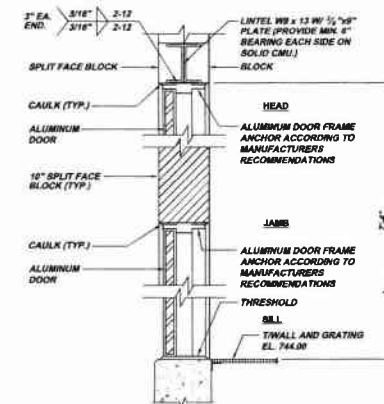 3" EA. 3/16" 2-12
END. 3/16" 2-12
LINTEL W8 x 13 W/ 5/16"x9"
PLATE (PROVIDE MIN. 6"
BEARING EACH SIDE ON
SOLID CMU.)
SPLIT FACE BLOCK
BLOCK
CAULK (TYP.)
HEAD
ALUMINUM
DOOR
ALUMINUM DOOR FRAME
ANCHOR ACCORDING TO
MANUFACTURERS
RECOMMENDATIONS
10" SPLIT FACE
BLOCK (TYP.)
JAMB
CAULK (TYP.)
ALUMINUM DOOR FRAME
ANCHOR ACCORDING TO
MANUFACTURERS
RECOMMENDATIONS
ALUMINUM
DOOR
THRESHOLD
SILL
T/WALL AND GRATING
EL. 744.00